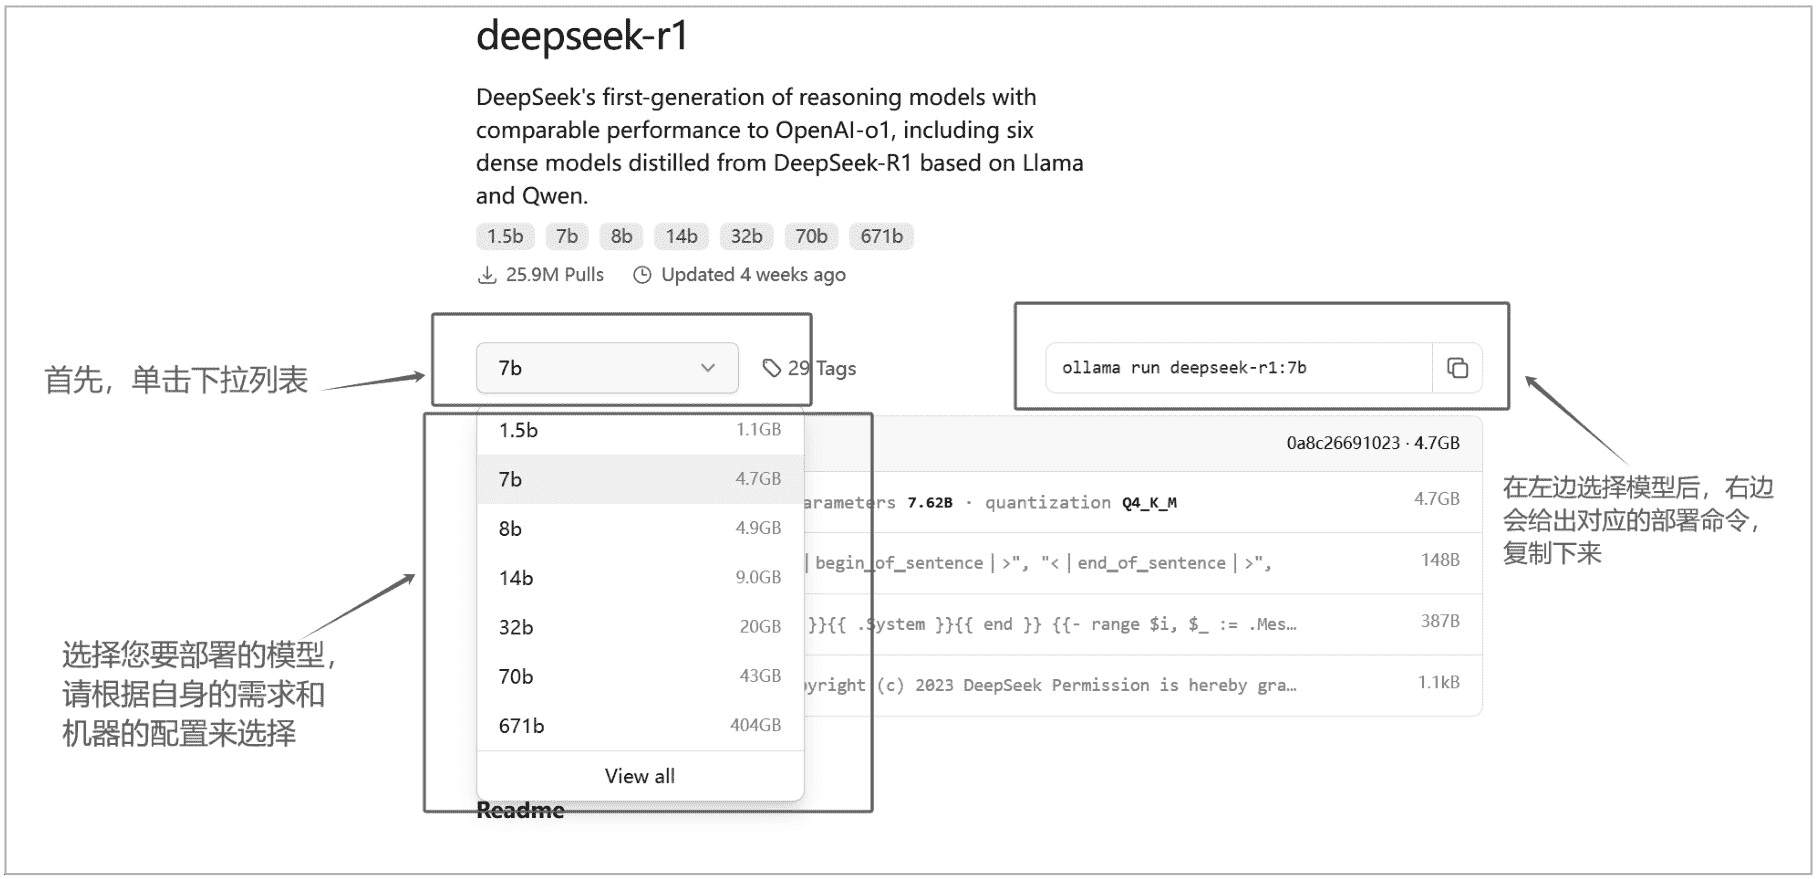 deepseek-r1
DeepSeek's first-generation of reasoning models with
comparable performance to OpenAI-o1, including six
dense models distilled from DeepSeek-R1 based on Llama
and Qwen.
1.5b 7b 8b 14b 32b 70b 671b
25.9M Pulls Updated 4 weeks ago
首先，单击下拉列表
7b 29 Tags
ollama run deepseek-r1:7b
1.5b 1.1GB
7b 4.7GB
8b 4.9GB
14b 9.0GB
32b 20GB
70b 43GB
671b 404GB
View all
0a8c26691023 · 4.7GB
arameters 7.62B · quantization Q4_K_M 4.7GB
|begin_of_sentence|>", "<|end_of_sentence|>", 148B
}}{{ .System }}{{ end }} {{- range $i, $_ := .Mes… 387B
pyright (c) 2023 DeepSeek Permission is hereby gra… 1.1kB
选择您要部署的模型，
请根据自身的需求和
机器的配置来选择
在左边选择模型后，右边
会给出对应的部署命令，
复制下来
Readme